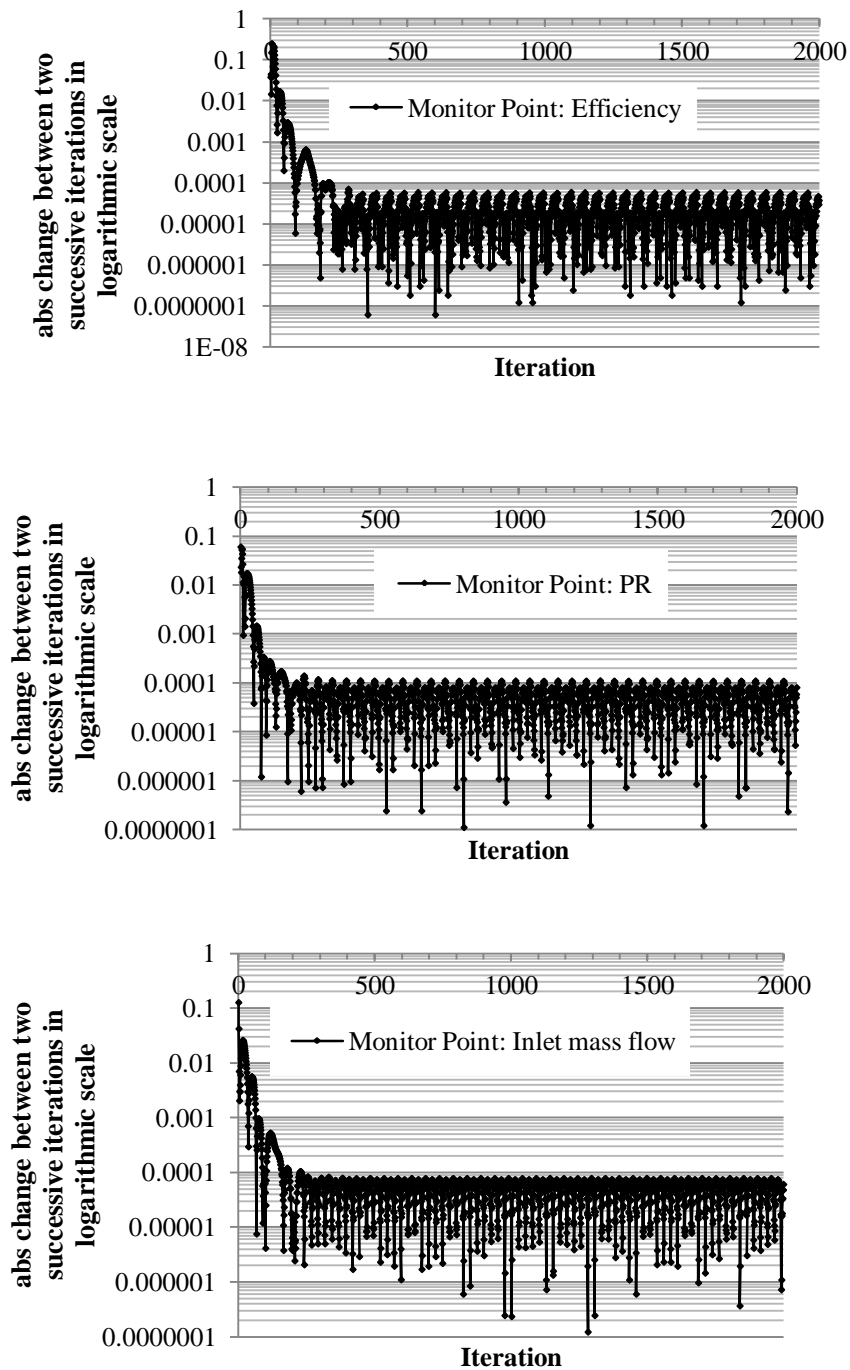 abs change between two
successive iterions in
logarithmic scale
1
0.1
0.01
0.001
0.0001
0.00001
0.000001
0.0000001
1E-08
0 500 1000 1500 2000
Monitor Point: Efficiency
Iteration
abs change between two
successive iterations in
logarithmic scale
1
0.1
0.01
0.001
0.0001
0.00001
0.000001
0.0000001
0 500 1000 1500 2000
Monitor Point: PR
Iteration
abs change between two
successive iterations in
logarithmic scale
1
0.1
0.01
0.001
0.0001
0.00001
0.000001
0.0000001
0 500 1000 1500 2000
Monitor Point: Inlet mass flow
Iteration